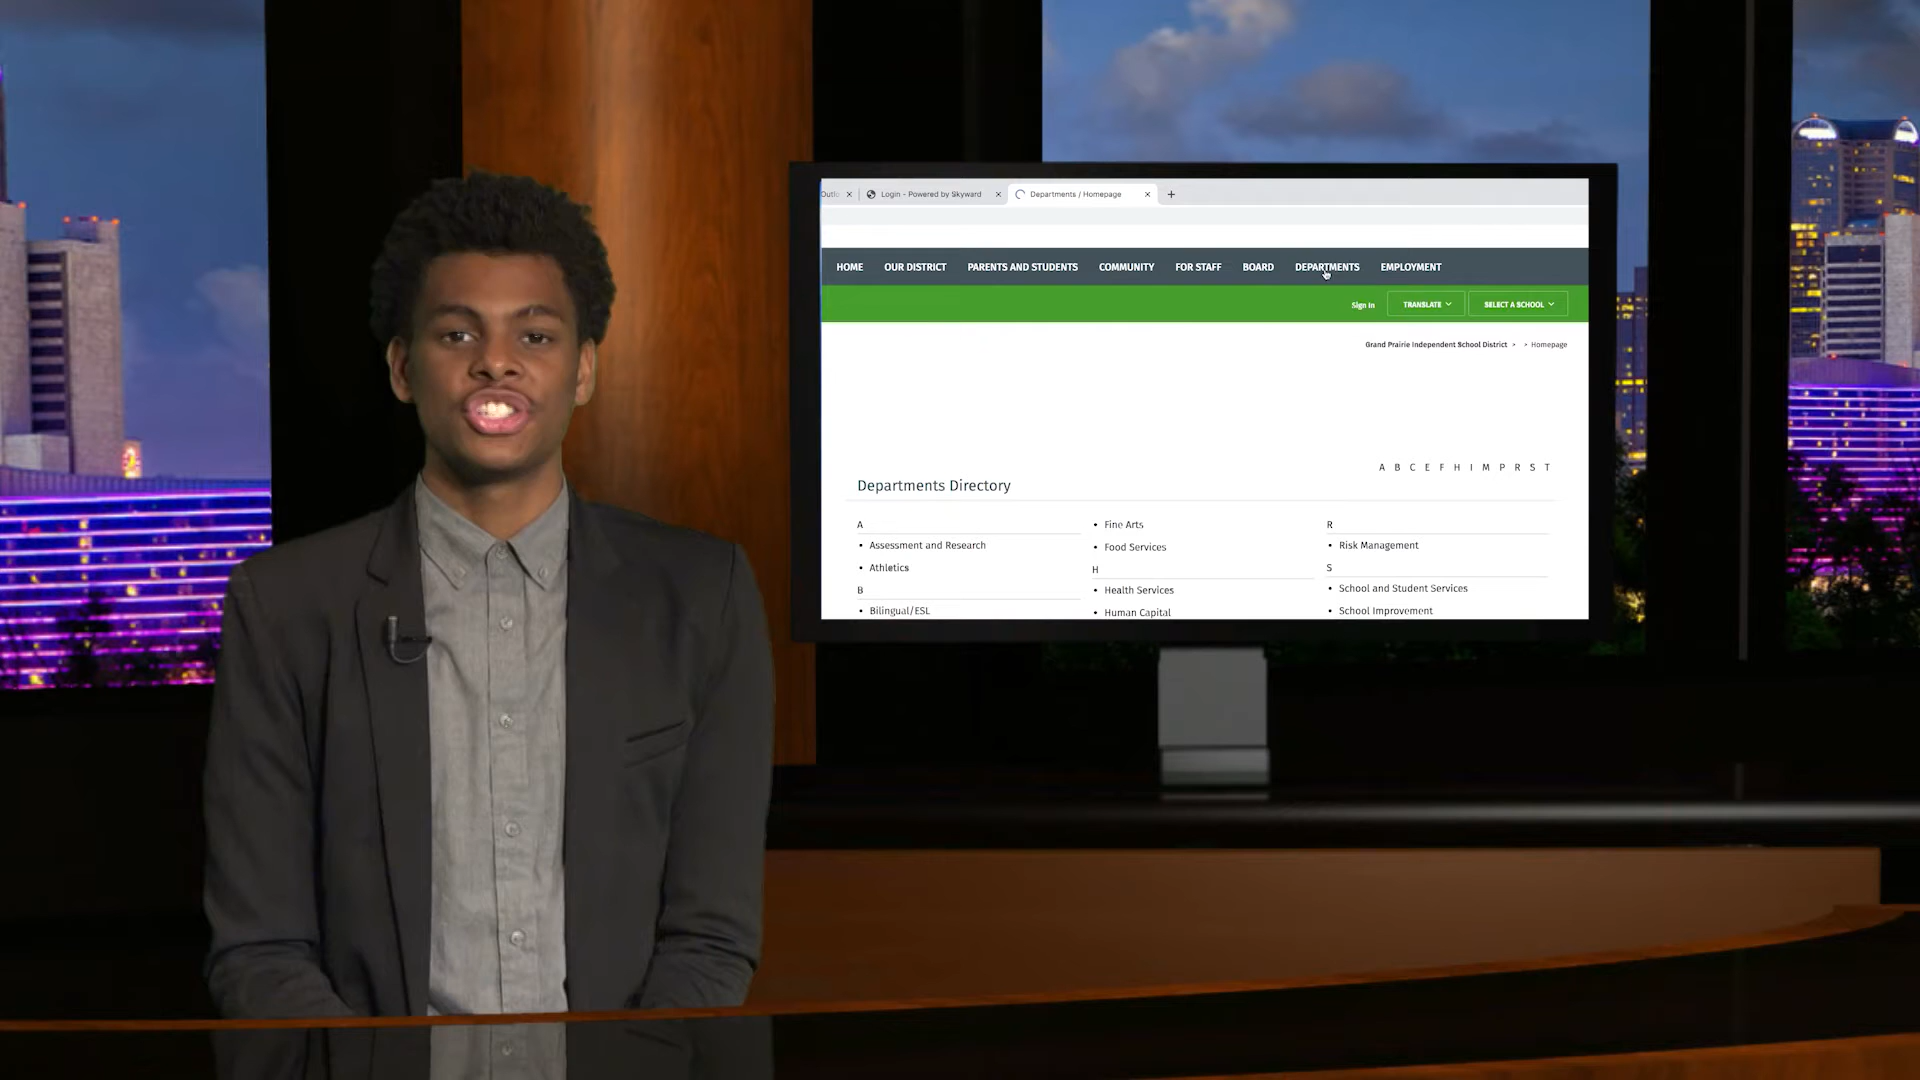 Outlo
Login - Powered by Skyward
Departments / Homepage
HOME OUR DISTRICT PARENTS AND STUDENTS COMMUNITY FOR STAFF BOARD DEPARTMENTS EMPLOYMENT
Sign In TRANSLATE SELECT A SCHOOL
Grand Prairie Independent School District > > Homepage
A B C E F H I M P R S T
Departments Directory
A
• Assessment and Research
• Athletics
B
• Bilingual/ESL
• Fine Arts
• Food Services
H
• Health Services
• Human Capital
R
• Risk Management
S
• School and Student Services
• School Improvement